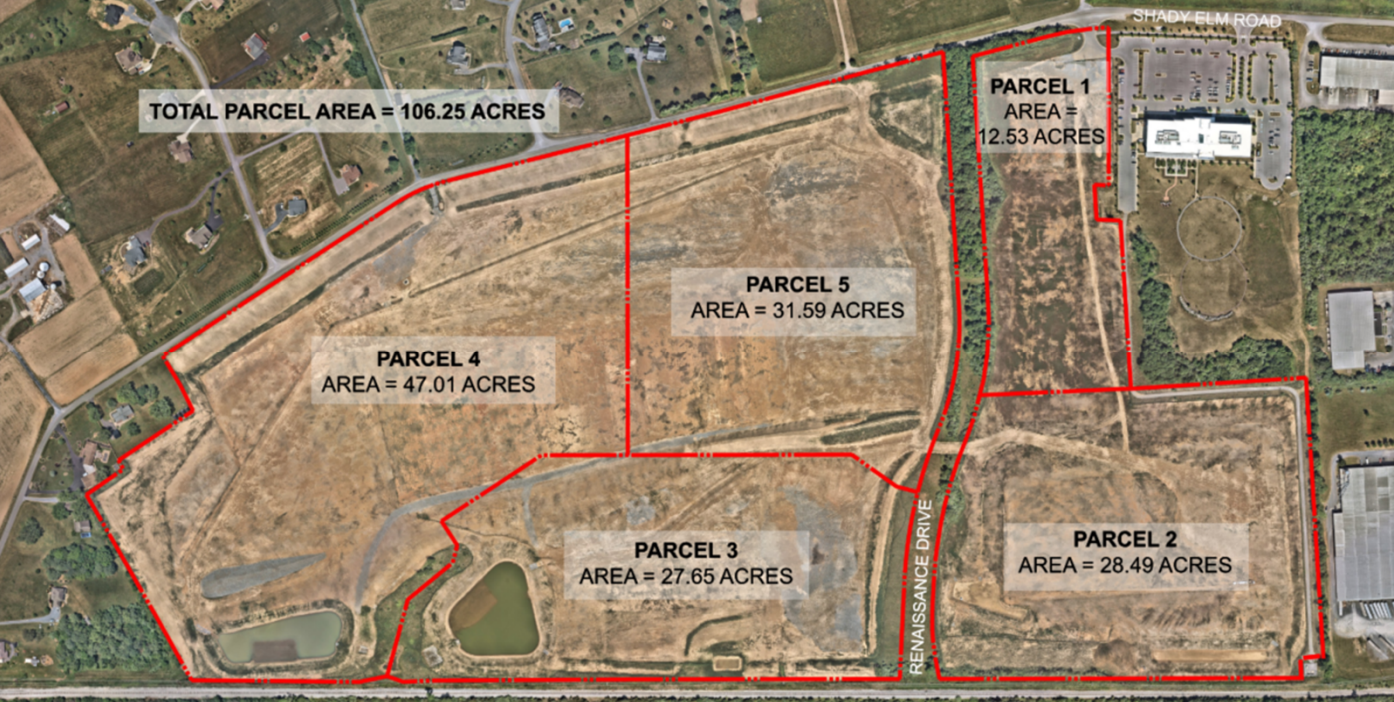 SHADY ELM ROAD
TOTAL PARCEL AREA = 106.25 ACRES
PARCEL 1
AREA =
12.53 ACRES
PARCEL 5
AREA = 31.59 ACRES
PARCEL 4
AREA = 47.01 ACRES
PARCEL 3
AREA = 27.65 ACRES
PARCEL 2
AREA = 28.49 ACRES
RENAISSANCE DRIVE